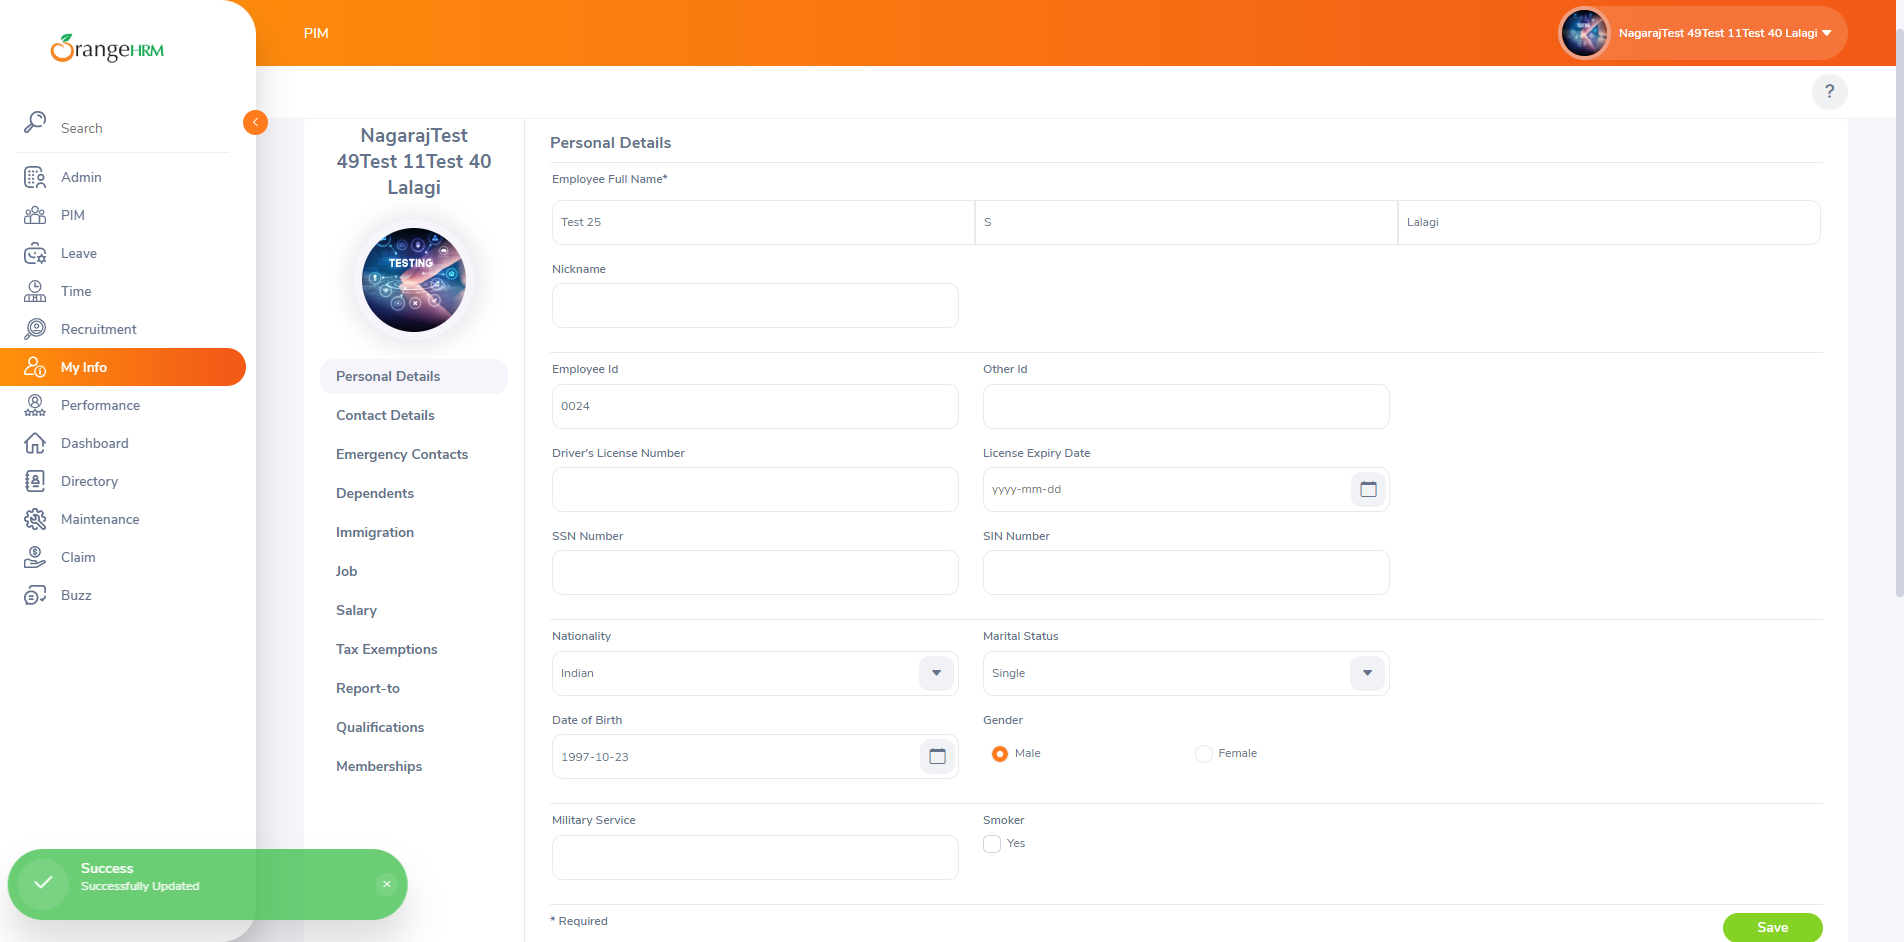 OrangeHRM
Search
Admin
PIM
Leave
Time
Recruitment
My Info
Performance
Dashboard
Directory
Maintenance
Claim
Buzz
PIM
NagarajTest 49Test 11Test 40 Lalagi
?
NagarajTest
49Test 11Test 40
Lalagi
TESTING
Personal Details
Contact Details
Emergency Contacts
Dependents
Immigration
Job
Salary
Tax Exemptions
Report-to
Qualifications
Memberships
Personal Details
Employee Full Name*
Test 25 S Lalagi
Nickname
Employee Id Other Id
0024
Driver's License Number License Expiry Date
yyyy-mm-dd
SSN Number SIN Number
Nationality Marital Status
Indian Single
Date of Birth Gender
1997-10-23 Male Female
Military Service Smoker
Yes
* Required
Save
Success
Successfully Updated